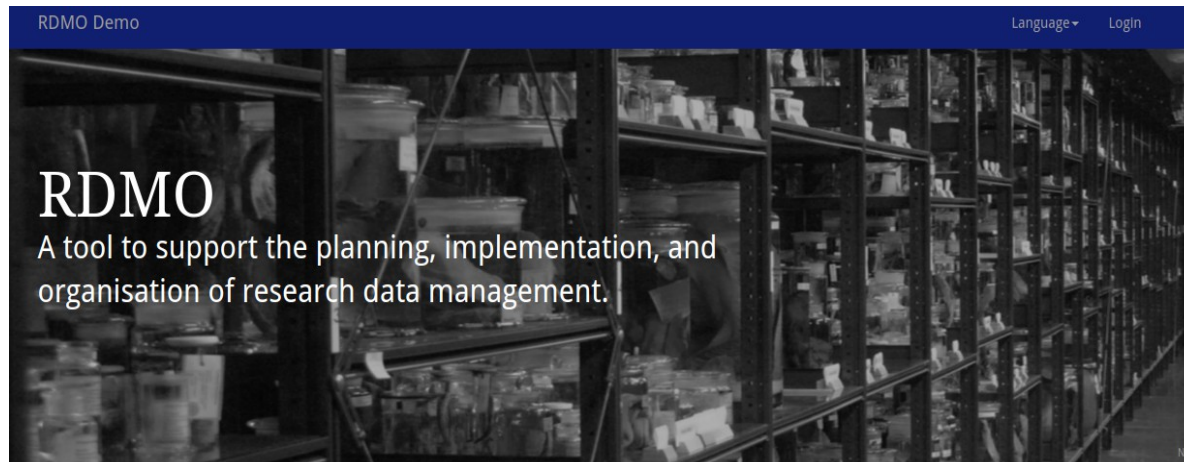 RDMO Demo
Language Login
RDMO
A tool to support the planning, implementation, and
organisation of research data management.